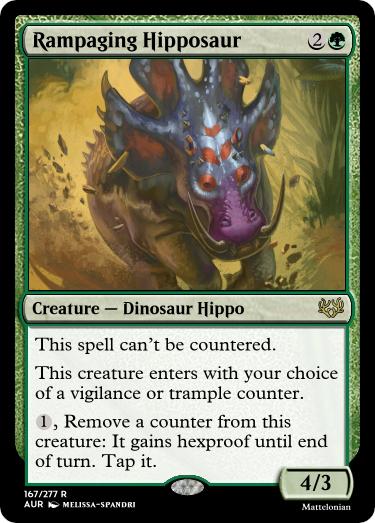 Rampaging Hipposaur 2
Creature — Dinosaur Hippo
This spell can't be countered.
This creature enters with your choice
of a vigilance or trample counter.
1, Remove a counter from this
creature: It gains hexproof until end
of turn. Tap it.
4/3
167/277 R
AUR MELISSA-SPANDRI
Mattelonian